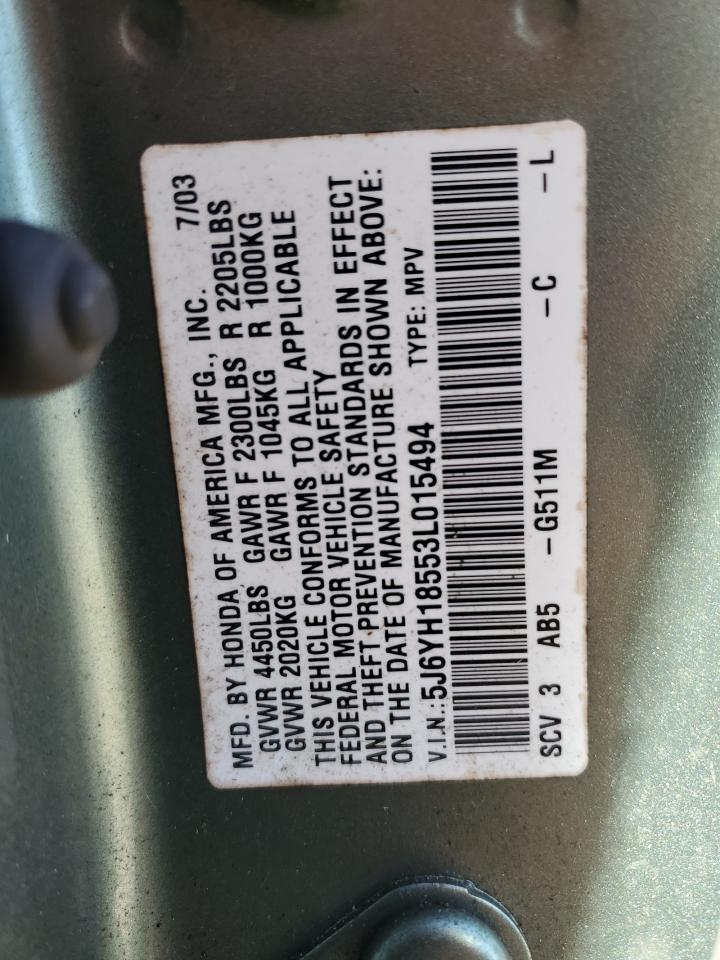 MFD. BY HONDA OF AMERICA MFG., INC. 7/03
GVWR 4450LBS GAWR F 2300LBS R 2205LBS
GVWR 2020KG GAWR F 1045KG R 1000KG
THIS VEHICLE CONFORMS TO ALL APPLICABLE
FEDERAL MOTOR VEHICLE SAFETY
AND THEFT PREVENTION STANDARDS IN EFFECT
ON THE DATE OF MANUFACTURE SHOWN ABOVE:
V.I.N.: 5J6YH18553L015494 TYPE: MPV
SCV 3 AB5 -G511M -C -L